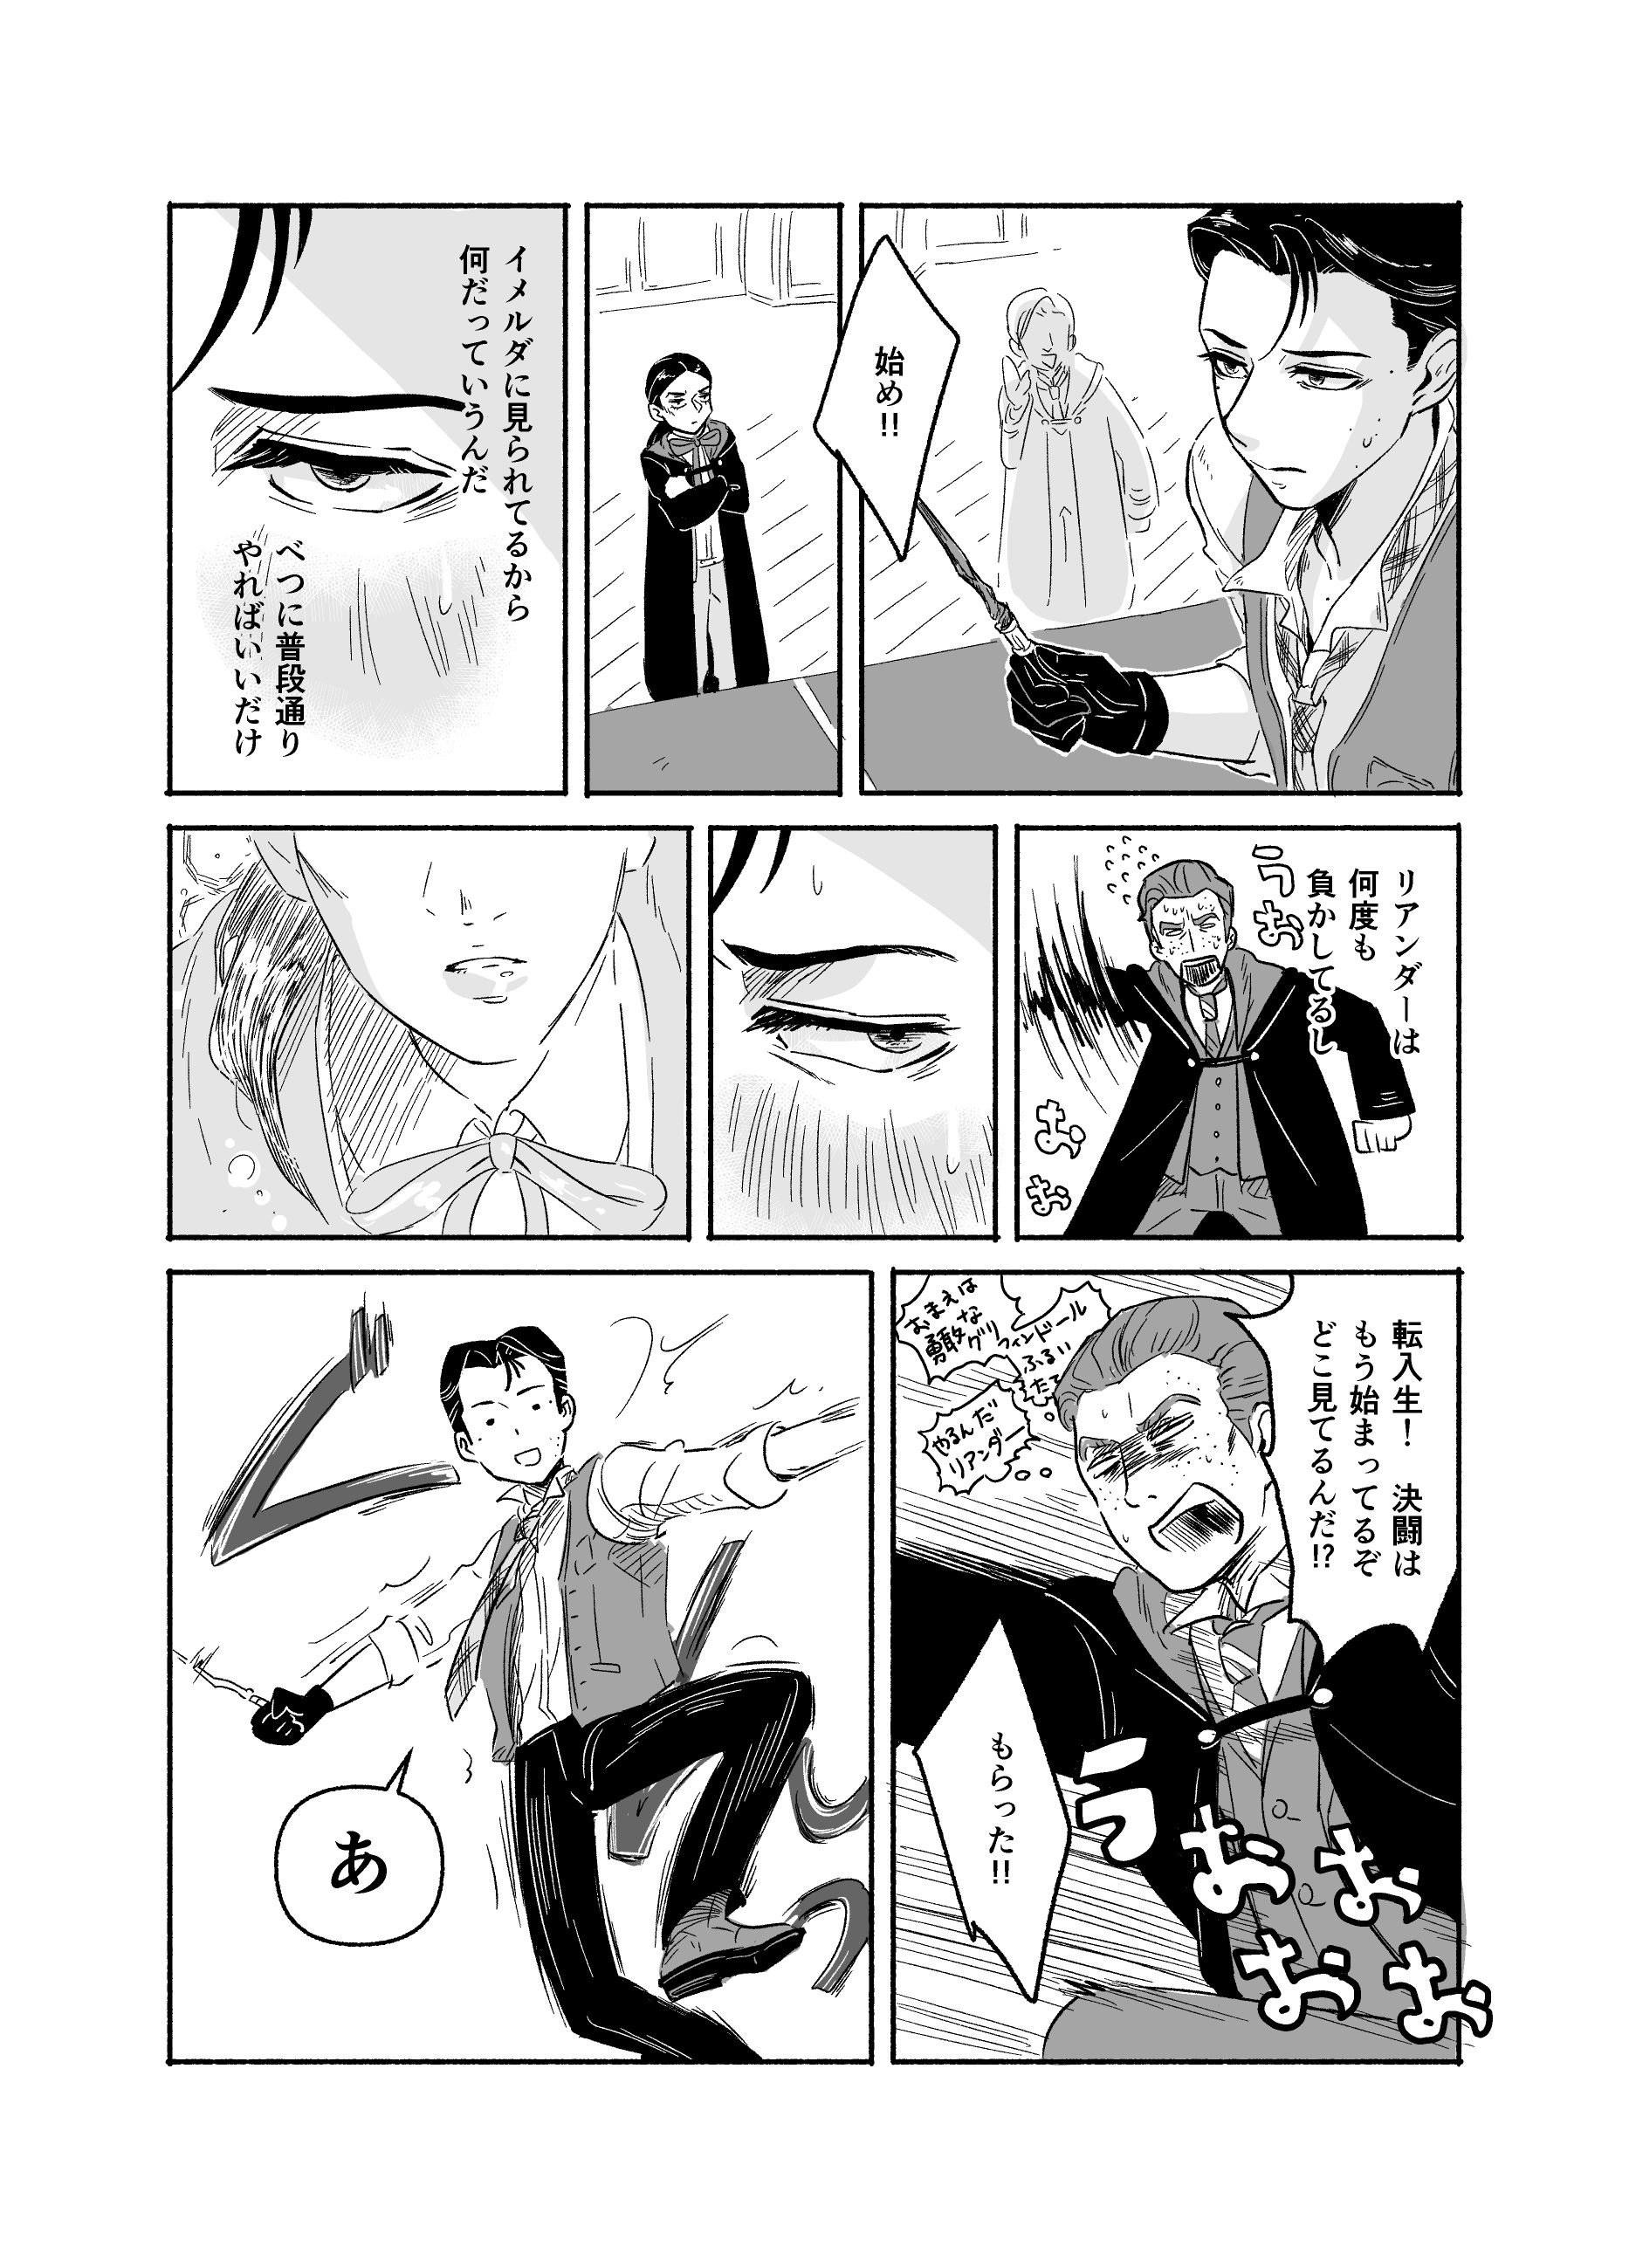 始め!!
イメルダに見られてるから
何だっていうんだ
べつに普段通り
やればいいだけ
リアンダーは
何度も
負かしてるし
うお
お
お
転入生！　決闘は
もう始まってるぞ
どこ見てるんだ!?
おまえは
勇敢なグリ
フィンドール
ふるい
やるんだ
リアンダー
もらった!!
うおおおお
あ